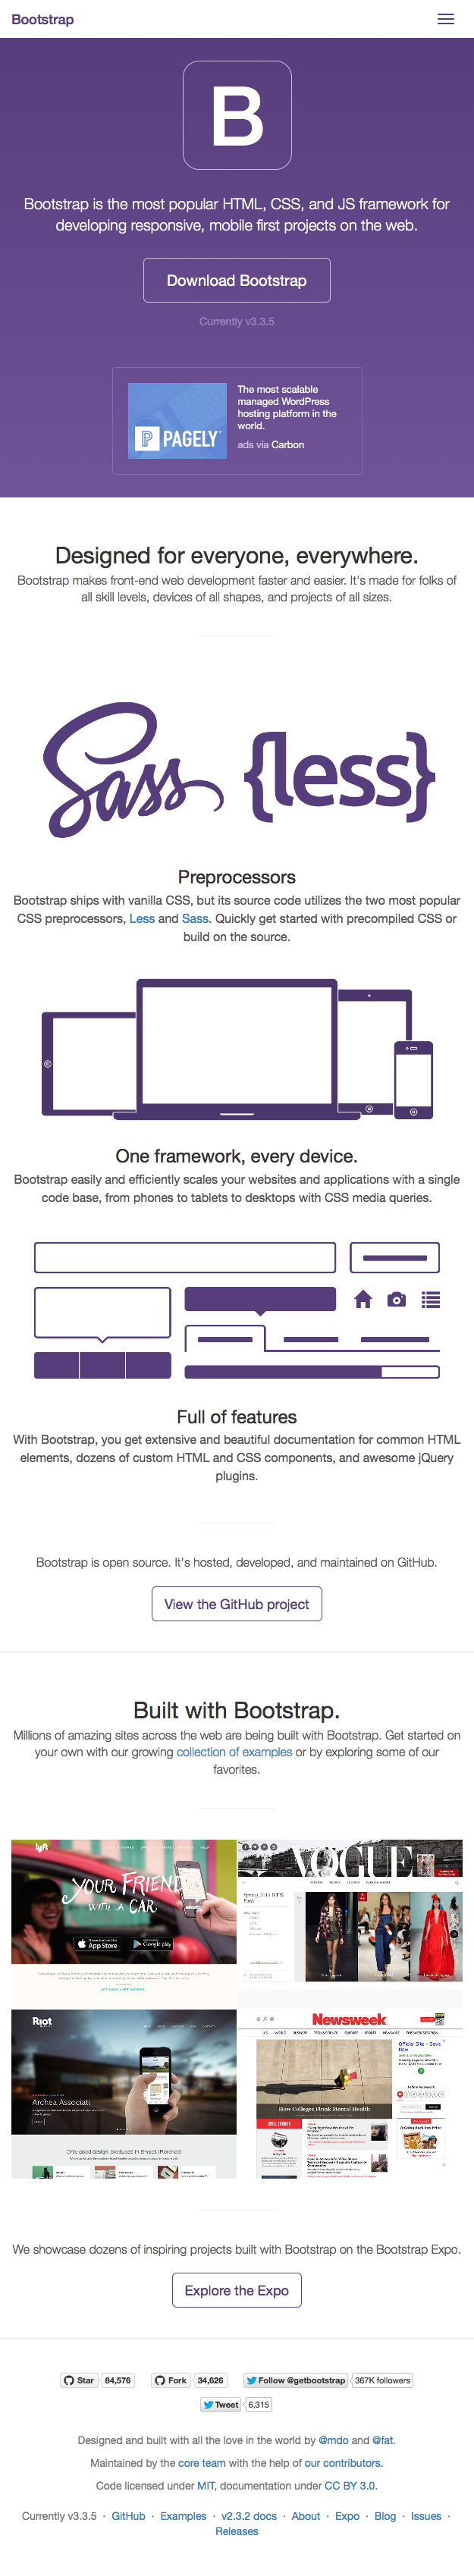 Bootstrap
B
Bootstrap is the most popular HTML, CSS, and JS framework for
developing responsive, mobile first projects on the web.
Download Bootstrap
Currently v3.3.5
PAGELY
The most scalable
managed WordPress
hosting platform in the
world.
ads via Carbon
Designed for everyone, everywhere.
Bootstrap makes front-end web development faster and easier. It's made for folks of
all skill levels, devices of all shapes, and projects of all sizes.
Sass {less}
Preprocessors
Bootstrap ships with vanilla CSS, but its source code utilizes the two most popular
CSS preprocessors, Less and Sass. Quickly get started with precompiled CSS or
build on the source.
One framework, every device.
Bootstrap easily and efficiently scales your websites and applications with a single
code base, from phones to tablets to desktops with CSS media queries.
Full of features
With Bootstrap, you get extensive and beautiful documentation for common HTML
elements, dozens of custom HTML and CSS components, and awesome jQuery
plugins.
Bootstrap is open source. It's hosted, developed, and maintained on GitHub.
View the GitHub project
Built with Bootstrap.
Millions of amazing sites across the web are being built with Bootstrap. Get started on
your own with our growing collection of examples or by exploring some of our
favorites.
lyft
YOUR FRIEND
WITH A CAR
App Store
Google play
VOGUE
Riot
Archea Associati
Only good design, produced in Riot
Newsweek
How Colleges Flunk Mental Health
We showcase dozens of inspiring projects built with Bootstrap on the Bootstrap Expo.
Explore the Expo
Star 84,576 Fork 34,626 Follow @getbootstrap 367K followers
Tweet 6,315
Designed and built with all the love in the world by @mdo and @fat.
Maintained by the core team with the help of our contributors.
Code licensed under MIT, documentation under CC BY 3.0.
Currently v3.3.5 · GitHub · Examples · v2.3.2 docs · About · Expo · Blog · Issues ·
Releases